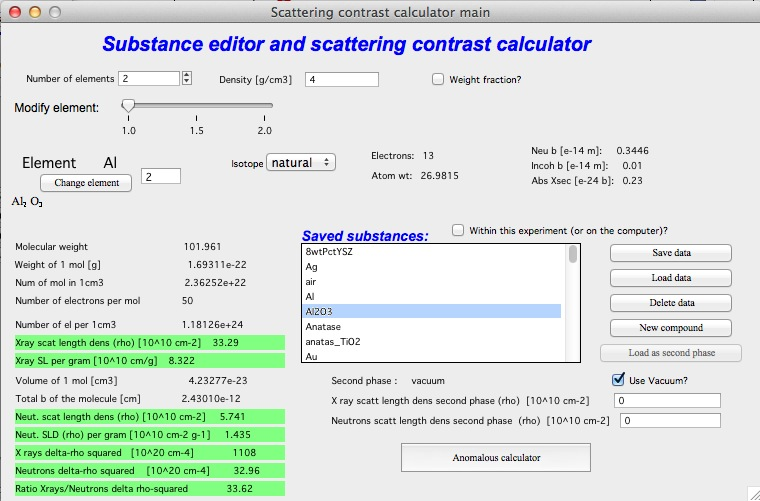 Scattering contrast calculator main
Substance editor and scattering contrast calculator
Number of elements 2 Density [g/cm3] 4 Weight fraction?
Modify element:
1.0 1.5 2.0
Element Al
Change element 2
Isotope natural
Electrons: 13
Atom wt: 26.9815
Neu b [e-14 m]: 0.3446
Incoh b [e-14 m]: 0.01
Abs Xsec [e-24 b]: 0.23
Al2 O3
Molecular weight 101.961
Weight of 1 mol [g] 1.69311e-22
Num of mol in 1cm3 2.36252e+22
Number of electrons per mol 50
Number of el per 1cm3 1.18126e+24
Xray scat length dens (rho) [10^10 cm-2] 33.29
Xray SL per gram [10^10 cm/g] 8.322
Volume of 1 mol [cm3] 4.23277e-23
Total b of the molecule [cm] 2.43010e-12
Neut. scat length dens (rho) [10^10 cm-2] 5.741
Neut. SLD (rho) per gram [10^10 cm-2 g-1] 1.435
X rays delta-rho squared [10^20 cm-4] 1108
Neutrons delta-rho squared [10^20 cm-4] 32.96
Ratio Xrays/Neutrons delta rho-squared 33.62
Saved substances:
Within this experiment (or on the computer)?
8wtPctYSZ
Ag
air
Al
Al2O3
Anatase
anatas_TiO2
Au
Save data
Load data
Delete data
New compound
Load as second phase
Second phase : vacuum Use Vacuum?
X ray scatt length dens second phase (rho) [10^10 cm-2] 0
Neutrons scatt length dens second phase (rho) [10^10 cm-2] 0
Anomalous calculator